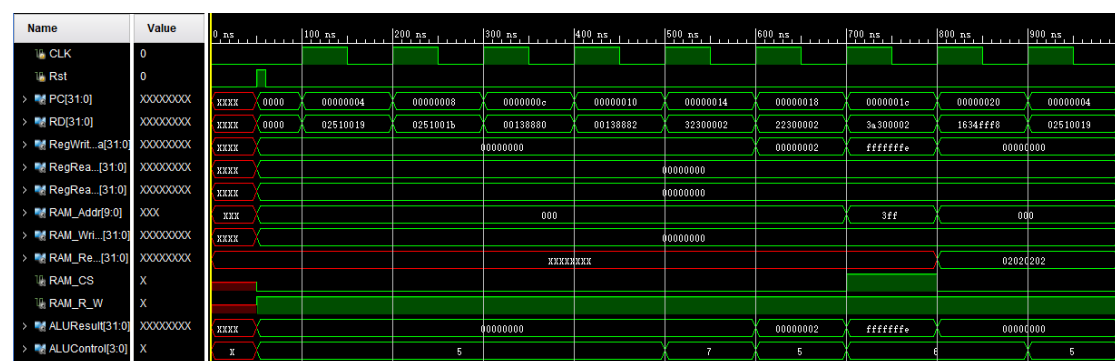 Name Value 0 ns 100 ns 200 ns 300 ns 400 ns 500 ns 600 ns 700 ns 800 ns 900 ns
CLK 0
Rst 0
PC[31:0] XXXXXXXX XXXX 0000 00000004 00000008 0000000c 00000010 00000014 00000018 0000001c 00000020 00000004
RD[31:0] XXXXXXXX XXXX 0000 02510019 0251001b 00138880 00138882 32300002 22300002 3a300002 1634fff8 02510019
RegWrit...a[31:0] XXXXXXXX XXXX 00000000 00000002 fffffffe 00000000
RegRea...[31:0] XXXXXXXX XXXX 00000000
RegRea...[31:0] XXXXXXXX XXXX 00000000
RAM_Addr[9:0] XXX XXX 000 3ff 000
RAM_Wri...[31:0] XXXXXXXX XXXX 00000000
RAM_Re...[31:0] XXXXXXXX XXXXXXXX 02020202
RAM_CS X
RAM_R_W X
ALUResult[31:0] XXXXXXXX XXXX 00000000 00000002 fffffffe 00000000
ALUControl[3:0] X X 5 7 5 6 5